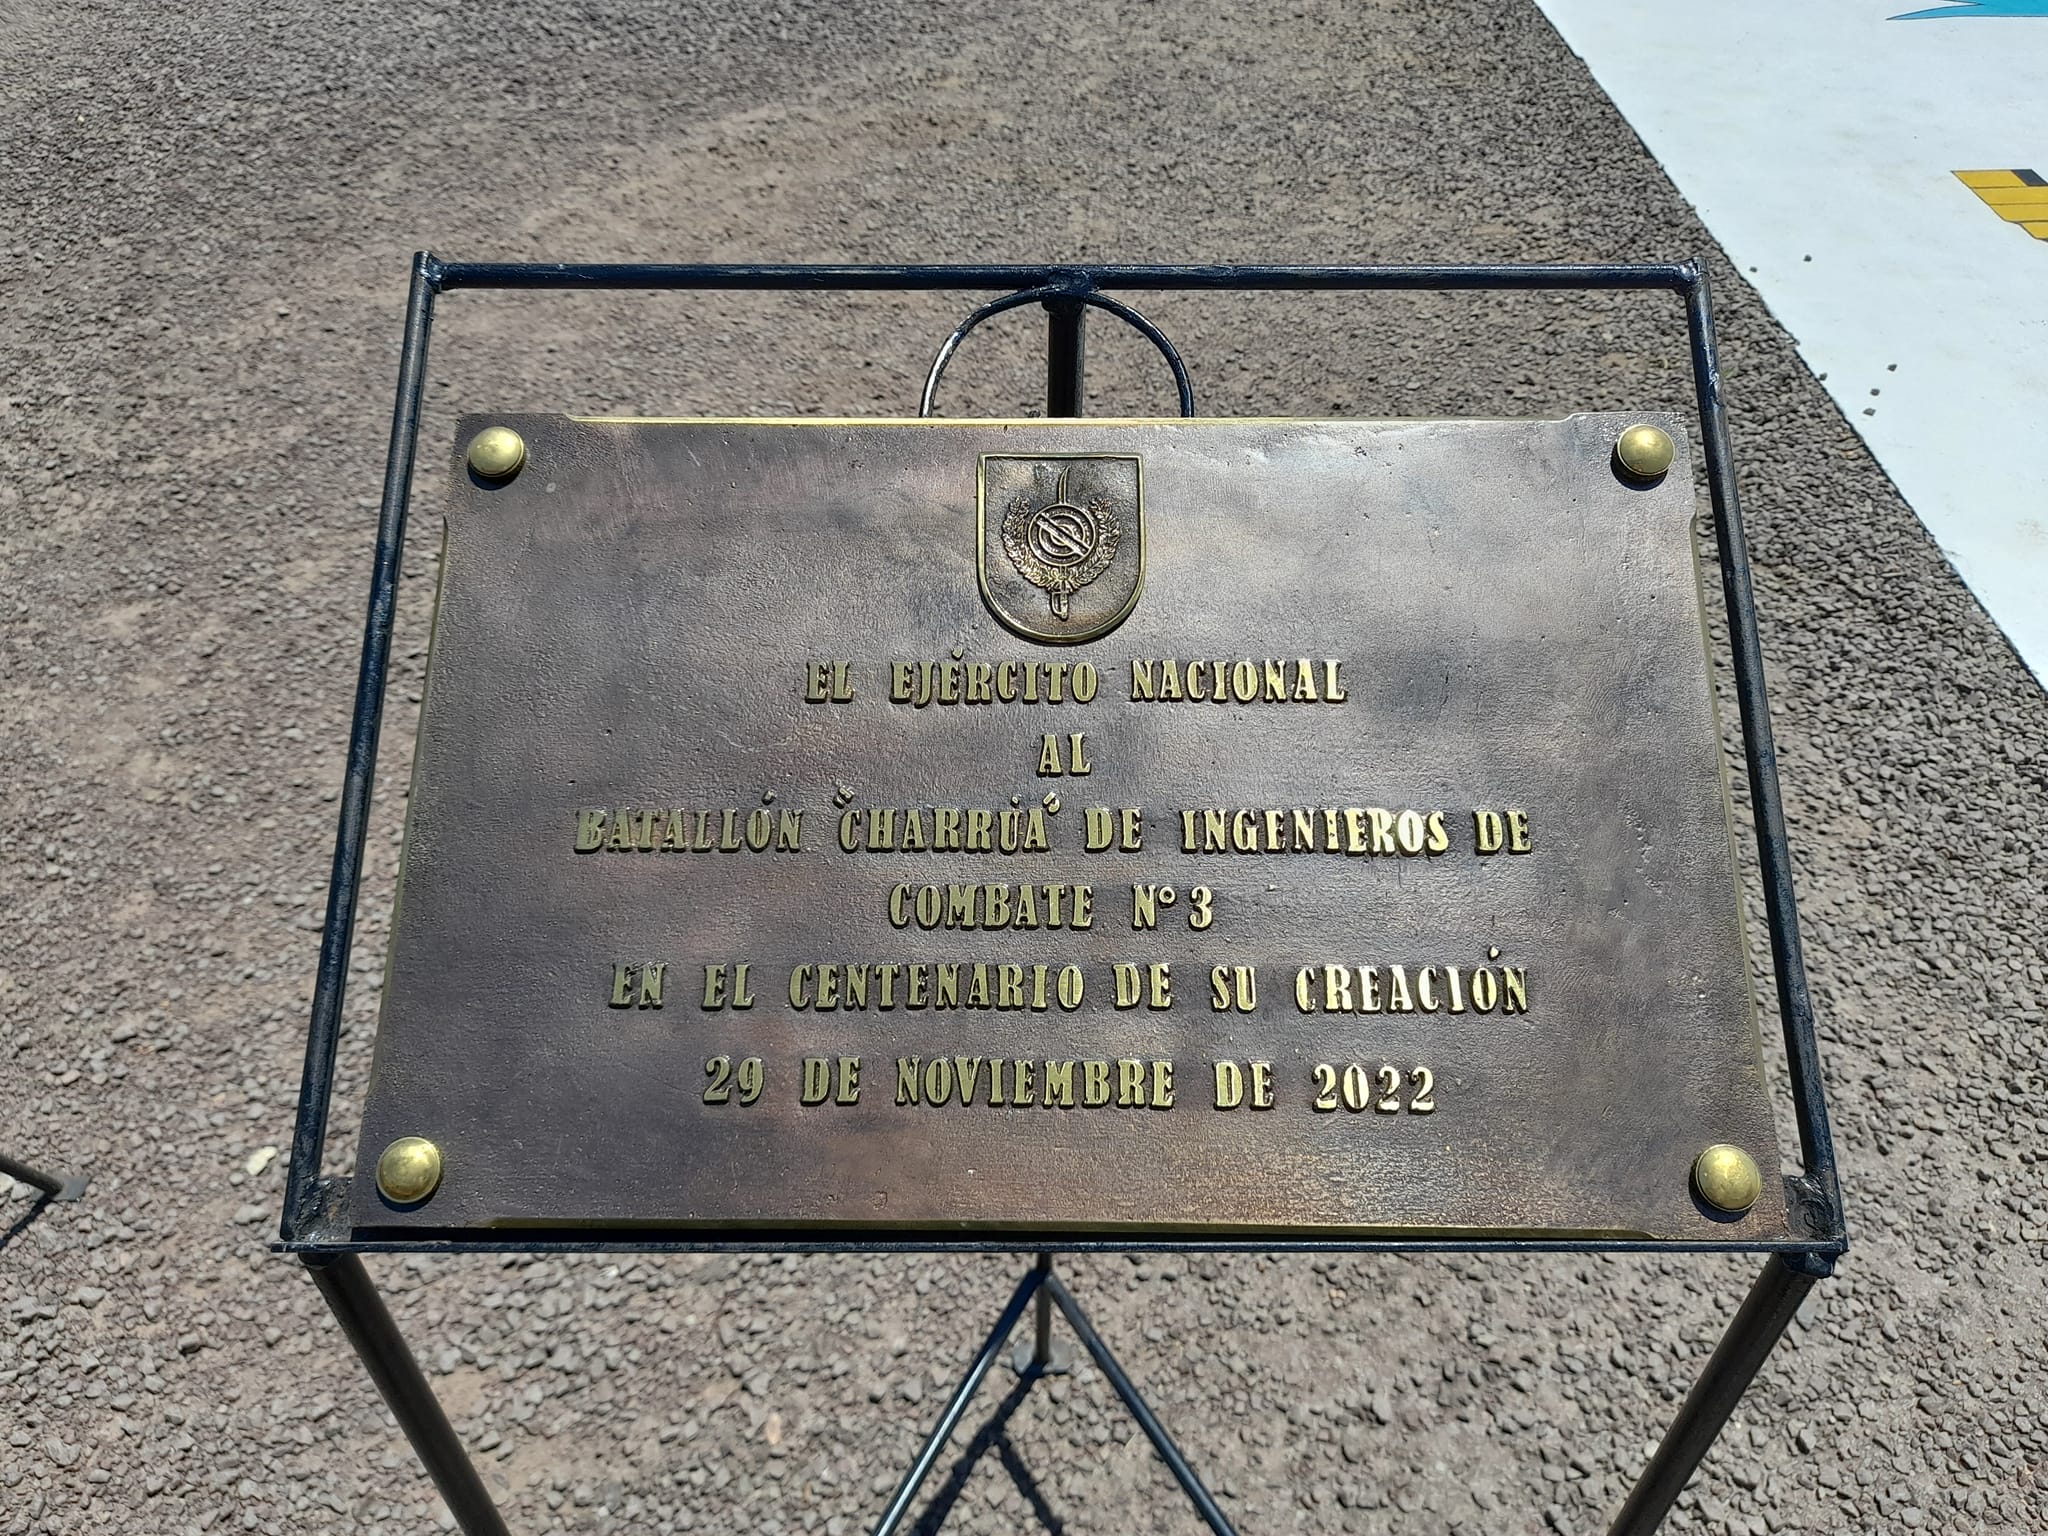 EL EJÉRCITO NACIONAL
AL
BATALLÓN "CHARRÚA" DE INGENIEROS DE
COMBATE N° 3
EN EL CENTENARIO DE SU CREACIÓN
29 DE NOVIEMBRE DE 2022